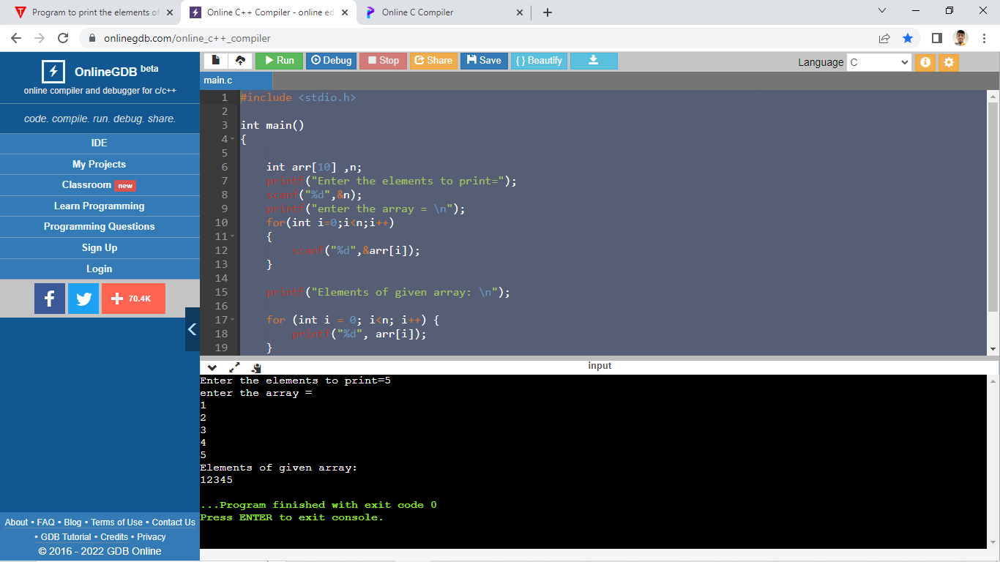 Program to print the elements of
Online C++ Compiler - online ed
Online C Compiler
onlinegdb.com/online_c++_compiler
OnlineGDB beta
online compiler and debugger for c/c++
code. compile. run. debug. share.
IDE
My Projects
Classroom new
Learn Programming
Programming Questions
Sign Up
Login
70.4K
About • FAQ • Blog • Terms of Use • Contact Us
• GDB Tutorial • Credits • Privacy
© 2016 - 2022 GDB Online
Run Debug Stop Share Save { } Beautify
Language C
main.c
1 #include <stdio.h>
2
3 int main()
4 {
5
6 int arr[10] ,n;
7 printf("Enter the elements to print=");
8 scanf("%d",&n);
9 printf("enter the array = \n");
10 for(int i=0;i<n;i++)
11 {
12 scanf("%d",&arr[i]);
13 }
14
15 printf("Elements of given array: \n");
16
17 for (int i = 0; i<n; i++) {
18 printf("%d", arr[i]);
19 }
input
Enter the elements to print=5
enter the array =
1
2
3
4
5
Elements of given array:
12345
...Program finished with exit code 0
Press ENTER to exit console.